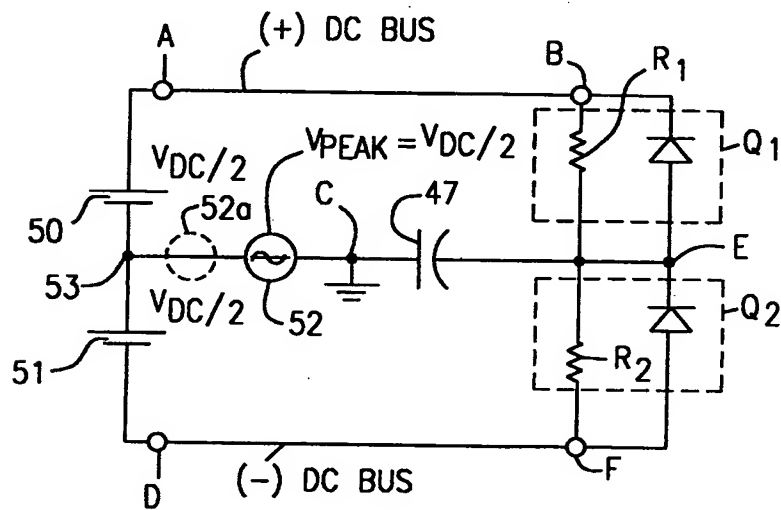 A
(+) DC BUS
B
R1
VPEAK = VDC/2
Q1
VDC/2
52a
C
47
50
53
E
VDC/2
52
Q2
51
R2
D
(-) DC BUS
F